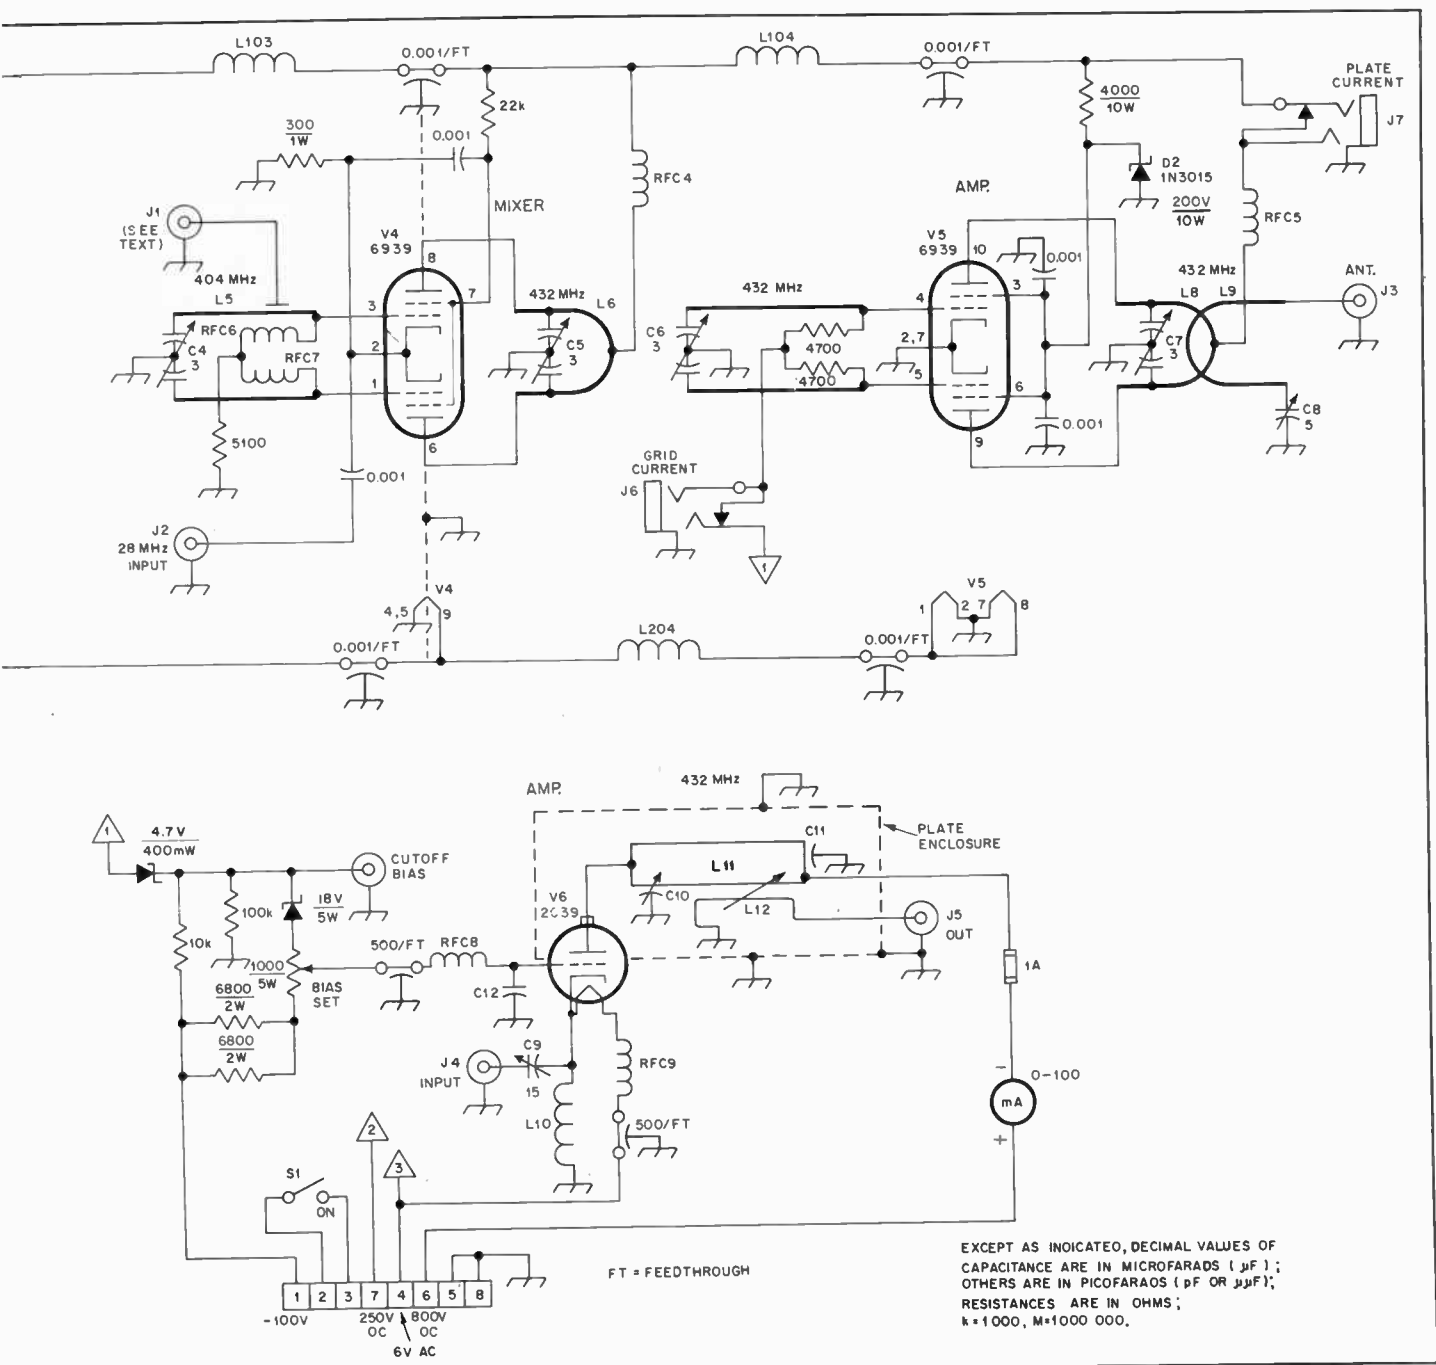 L103
0.001/FT
L104
0.001/FT
PLATE
CURRENT
J7
22k
4000
10W
300
1W
0.001
RFC4
D2
1N3015
200V
10W
RFC5
MIXER
AMP.
J1
(SEE
TEXT)
V4
6939
V5
6939
8
10
0.001
404 MHz
L5
7
432 MHz
L6
432 MHz
4
3
432 MHz
L8
L9
ANT.
J3
RFC6
3
C4
3
2
C5
3
C6
3
2,7
C7
3
RFC7
4700
4700
1
5
6
C8
5
5100
6
0.001
9
GRID
CURRENT
J6
0.001
J2
28 MHz
INPUT
1
V4
4,5
9
V5
1
2
7
8
0.001/FT
L204
0.001/FT
AMP.
432 MHz
1
4.7V
400mW
CUTOFF
BIAS
C11
PLATE
ENCLOSURE
L11
100k
18V
5W
V6
2C39
C10
L12
J5
OUT
10k
500/FT
RFC8
1000
5W
BIAS
SET
C12
1A
6800
2W
6800
2W
J4
INPUT
C9
15
RFC9
-
0-100
mA
+
L10
500/FT
2
3
S1
ON
1
2
3
7
4
6
5
8
-100V
250V
OC
800V
OC
6V AC
FT = FEEDTHROUGH
EXCEPT AS INOICATEO, DECIMAL VALUES OF
CAPACITANCE ARE IN MICROFARADS ( µF ) ;
OTHERS ARE IN PICOFARAOS ( pF OR µµF);
RESISTANCES ARE IN OHMS ;
k=1000, M=1000 000.